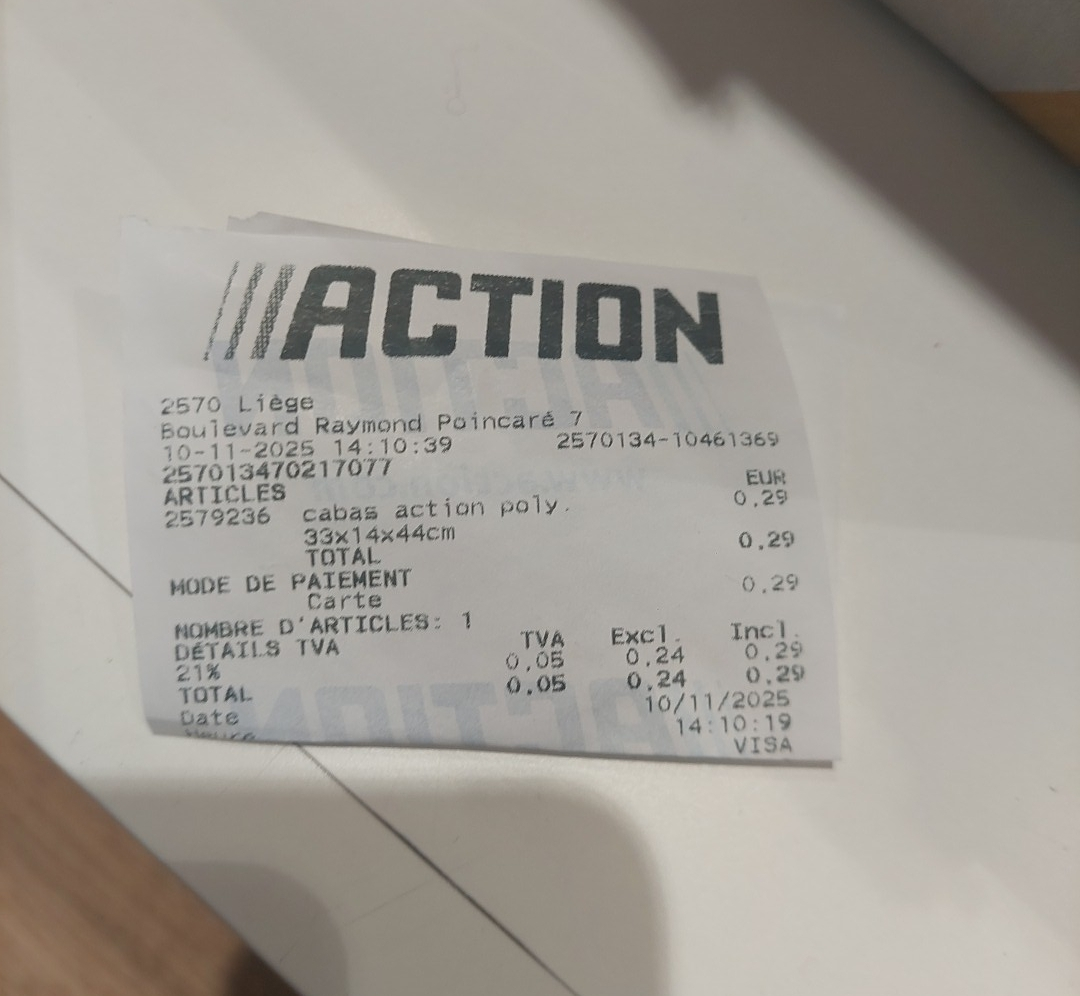 ACTION
2570 Liège
Boulevard Raymond Poincaré 7
10-11-2025 14:10:39 2570134-10461369
257013470217077
ARTICLES EUR
2579236 cabas action poly. 0,29
33x14x44cm
TOTAL 0,29
MODE DE PAIEMENT
Carte 0,29
NOMBRE D'ARTICLES: 1
DÉTAILS TVA TVA Excl. Incl.
21% 0,05 0,24 0,29
TOTAL 0,05 0,24 0,29
Date 10/11/2025
Heure 14:10:19
VISA